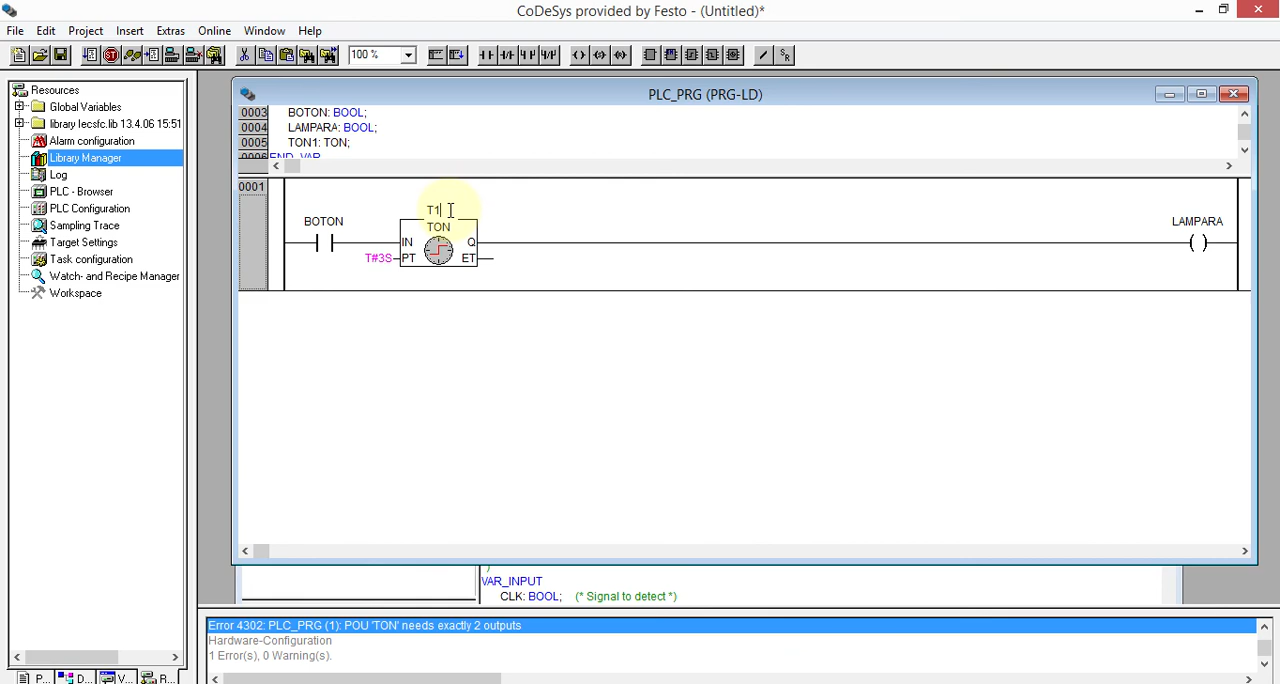 CoDeSys provided by Festo - (Untitled)*
File Edit Project Insert Extras Online Window Help
100 %
Resources
Global Variables
library Iecsfc.lib 13.4.06 15:51
Alarm configuration
Library Manager
Log
PLC - Browser
PLC Configuration
Sampling Trace
Target Settings
Task configuration
Watch- and Recipe Manager
Workspace
P... D... V... R...
PLC_PRG (PRG-LD)
0003 BOTON: BOOL;
0004 LAMPARA: BOOL;
0005 TON1: TON;
0006 END_VAR
0001
T1
BOTON
TON
LAMPARA
IN Q
T#3S PT ET
)
VAR_INPUT
CLK: BOOL; (* Signal to detect *)
Error 4302: PLC_PRG (1): POU 'TON' needs exactly 2 outputs
Hardware-Configuration
1 Error(s), 0 Warning(s).